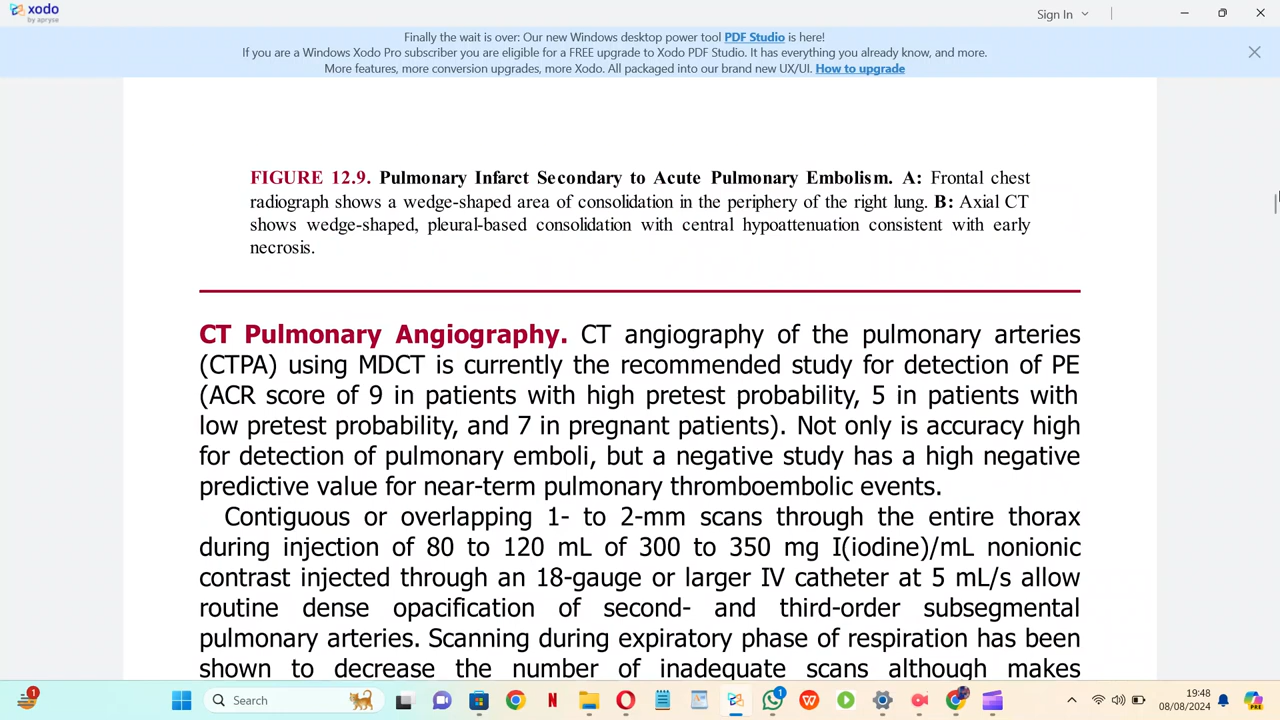 xodo
by apryse
Sign In
Finally the wait is over: Our new Windows desktop power tool PDF Studio is here!
If you are a Windows Xodo Pro subscriber you are eligible for a FREE upgrade to Xodo PDF Studio. It has everything you already know, and more.
More features, more conversion upgrades, more Xodo. All packaged into our brand new UX/UI. How to upgrade
FIGURE 12.9. Pulmonary Infarct Secondary to Acute Pulmonary Embolism. A: Frontal chest
radiograph shows a wedge-shaped area of consolidation in the periphery of the right lung. B: Axial CT
shows wedge-shaped, pleural-based consolidation with central hypoattenuation consistent with early
necrosis.
CT Pulmonary Angiography. CT angiography of the pulmonary arteries
(CTPA) using MDCT is currently the recommended study for detection of PE
(ACR score of 9 in patients with high pretest probability, 5 in patients with
low pretest probability, and 7 in pregnant patients). Not only is accuracy high
for detection of pulmonary emboli, but a negative study has a high negative
predictive value for near-term pulmonary thromboembolic events.
Contiguous or overlapping 1- to 2-mm scans through the entire thorax
during injection of 80 to 120 mL of 300 to 350 mg I(iodine)/mL nonionic
contrast injected through an 18-gauge or larger IV catheter at 5 mL/s allow
routine dense opacification of second- and third-order subsegmental
pulmonary arteries. Scanning during expiratory phase of respiration has been
shown to decrease the number of inadequate scans although makes
1
Search
N
1
W
19:48
08/08/2024
PRE